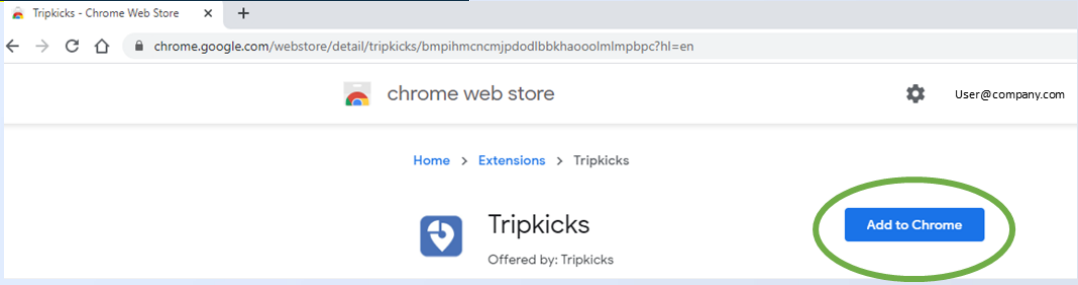 Tripkicks - Chrome Web Store
chrome.google.com/webstore/detail/tripkicks/bmpihmcncmjpdodlbbkhaooolmlmpbpc?hl=en
chrome web store
User@company.com
Home > Extensions > Tripkicks
Tripkicks
Add to Chrome
Offered by: Tripkicks